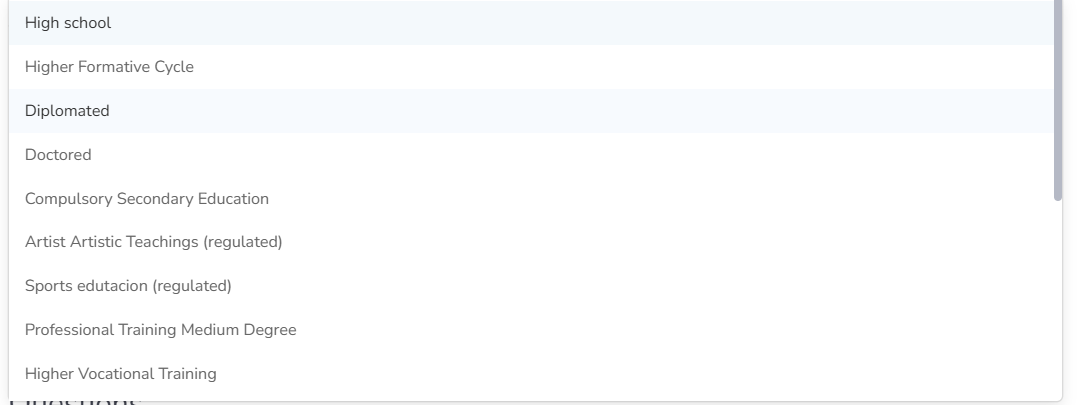 High school
Higher Formative Cycle
Diplomated
Doctored
Compulsory Secondary Education
Artist Artistic Teachings (regulated)
Sports edutacion (regulated)
Professional Training Medium Degree
Higher Vocational Training